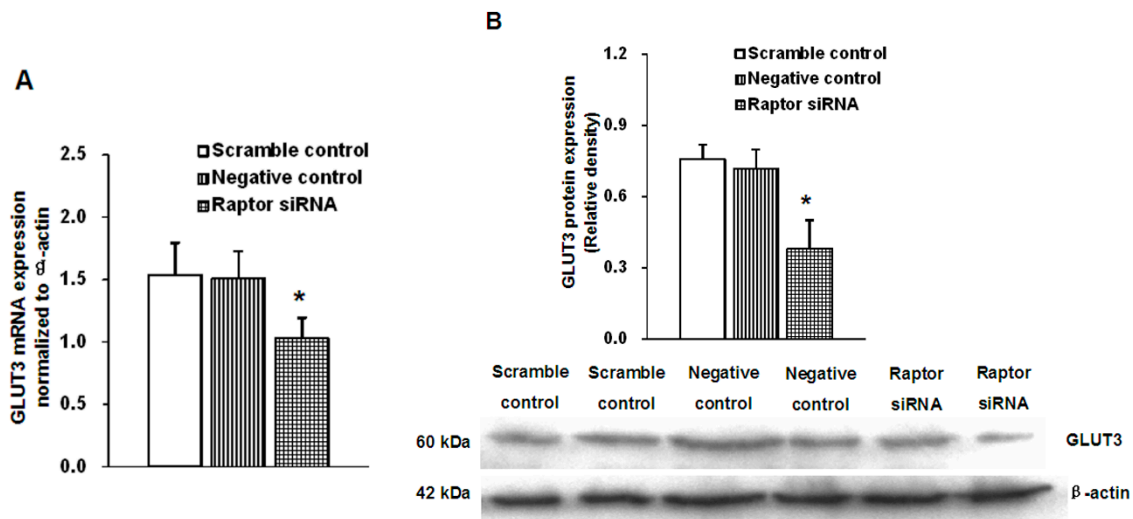 A
GLUT3 mRNA expression
normalized to β-actin
2.5
2.0
1.5
1.0
0.5
0.0
Scramble control
Negative control
Raptor siRNA
*
B
GLUT3 protein expression
(Relative density)
1.2
0.9
0.6
0.3
0.0
Scramble control
Negative control
Raptor siRNA
*
Scramble Scramble Negative Negative Raptor Raptor
control control control control siRNA siRNA
60 kDa GLUT3
42 kDa β-actin